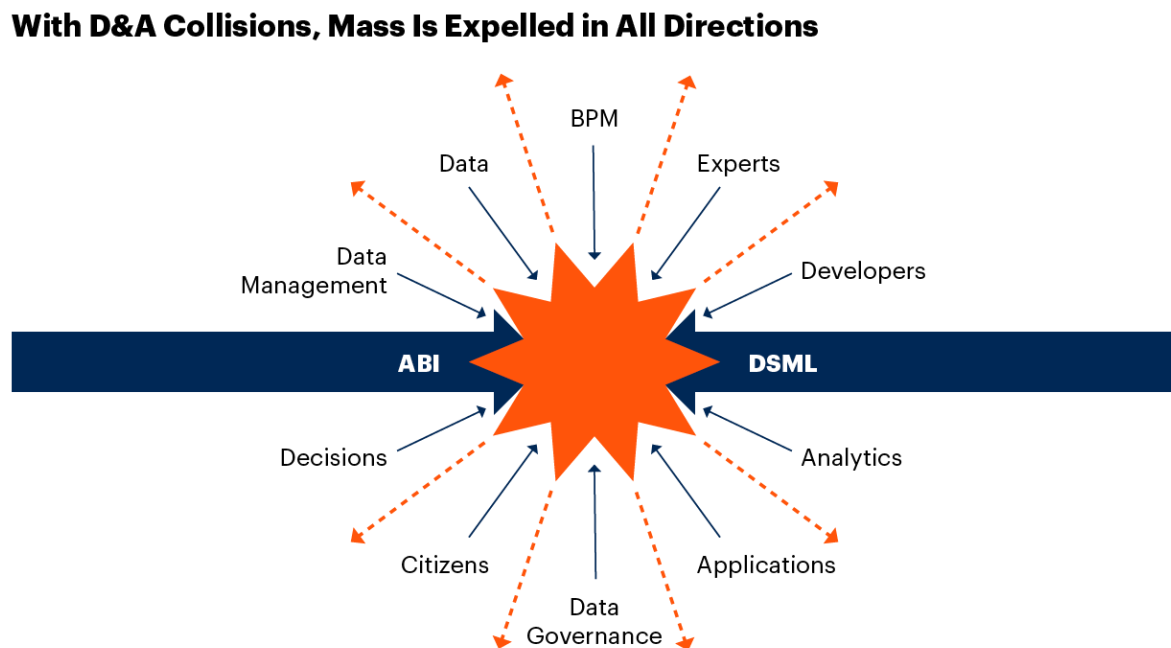 With D&A Collisions, Mass Is Expelled in All Directions
BPM
Data
Experts
Data
Management
Developers
ABI
DSML
Decisions
Analytics
Citizens
Applications
Data
Governance